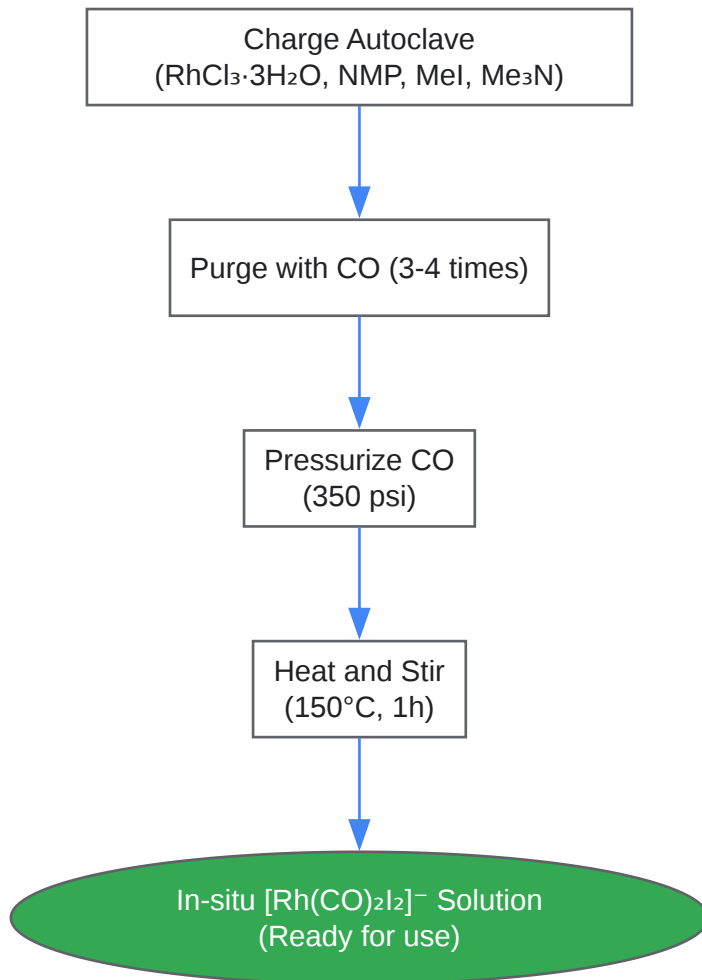 Charge Autoclave
(RhCl₃·3H₂O, NMP, MeI, Me₃N)
Purge with CO (3-4 times)
Pressurize CO
(350 psi)
Heat and Stir
(150°C, 1h)
In-situ [Rh(CO)₂I₂]⁻ Solution
(Ready for use)